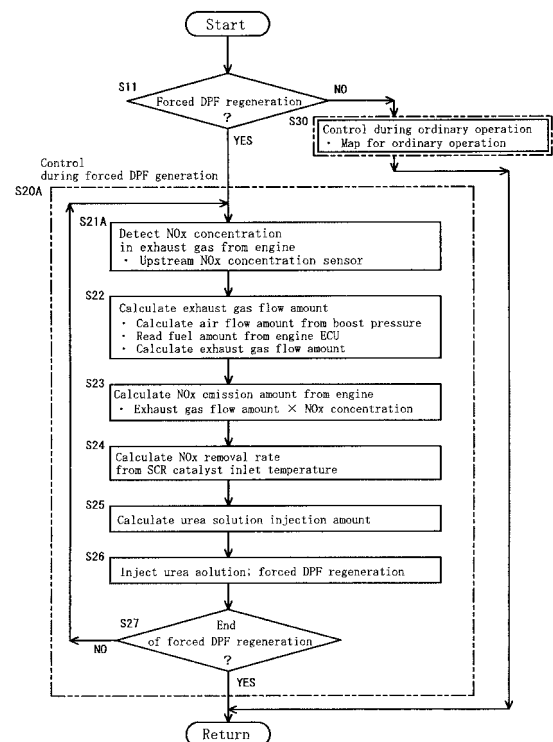 Start
S11
Forced DPF regeneration
?
NO
YES
S30
Control during ordinary operation
・ Map for ordinary operation
Control
during forced DPF generation
S20A
S21A
Detect NOx concentration
in exhaust gas from engine
・ Upstream NOx concentration sensor
S22
Calculate exhaust gas flow amount
・ Calculate air flow amount from boost pressure
・ Read fuel amount from engine ECU
・ Calculate exhaust gas flow amount
S23
Calculate NOx emission amount from engine
・ Exhaust gas flow amount × NOx concentration
S24
Calculate NOx removal rate
from SCR catalyst inlet temperature
S25
Calculate urea solution injection amount
S26
Inject urea solution; forced DPF regeneration
S27
End
of forced DPF regeneration
?
NO
YES
Return